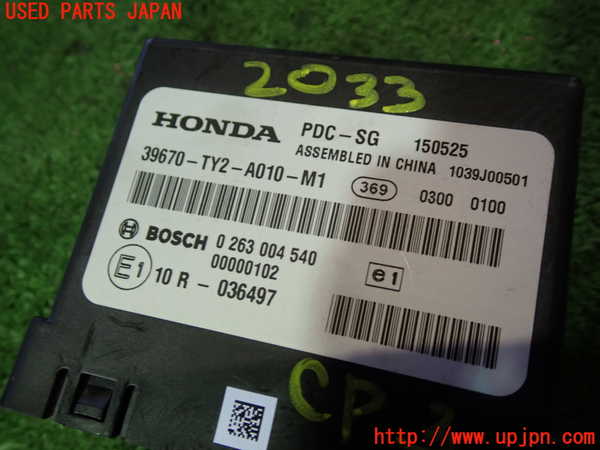 USED PARTS JAPAN
2033
HONDA PDC-SG 150525
ASSEMBLED IN CHINA 1039J00501
39670-TY2-A010-M1 369 0300 0100
BOSCH 0 263 004 540
00000102
E1 10 R - 036497
e1
CP
http://www.upjpn.com/